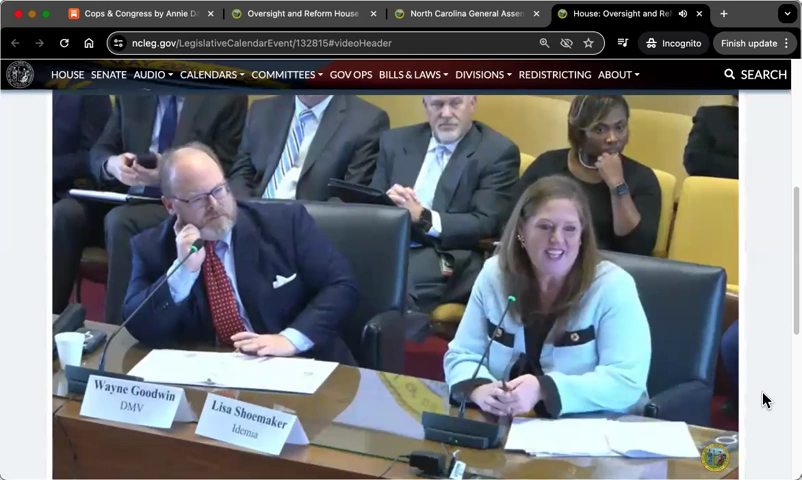 Cops & Congress by Annie D
Oversight and Reform House
North Carolina General Assem
House: Oversight and Ref
ncleg.gov/LegislativeCalendarEvent/132815#videoHeader
Incognito
Finish update
HOUSE SENATE AUDIO CALENDARS COMMITTEES GOV OPS BILLS & LAWS DIVISIONS REDISTRICTING ABOUT SEARCH
Wayne Goodwin
DMV
Lisa Shoemaker
Idemia